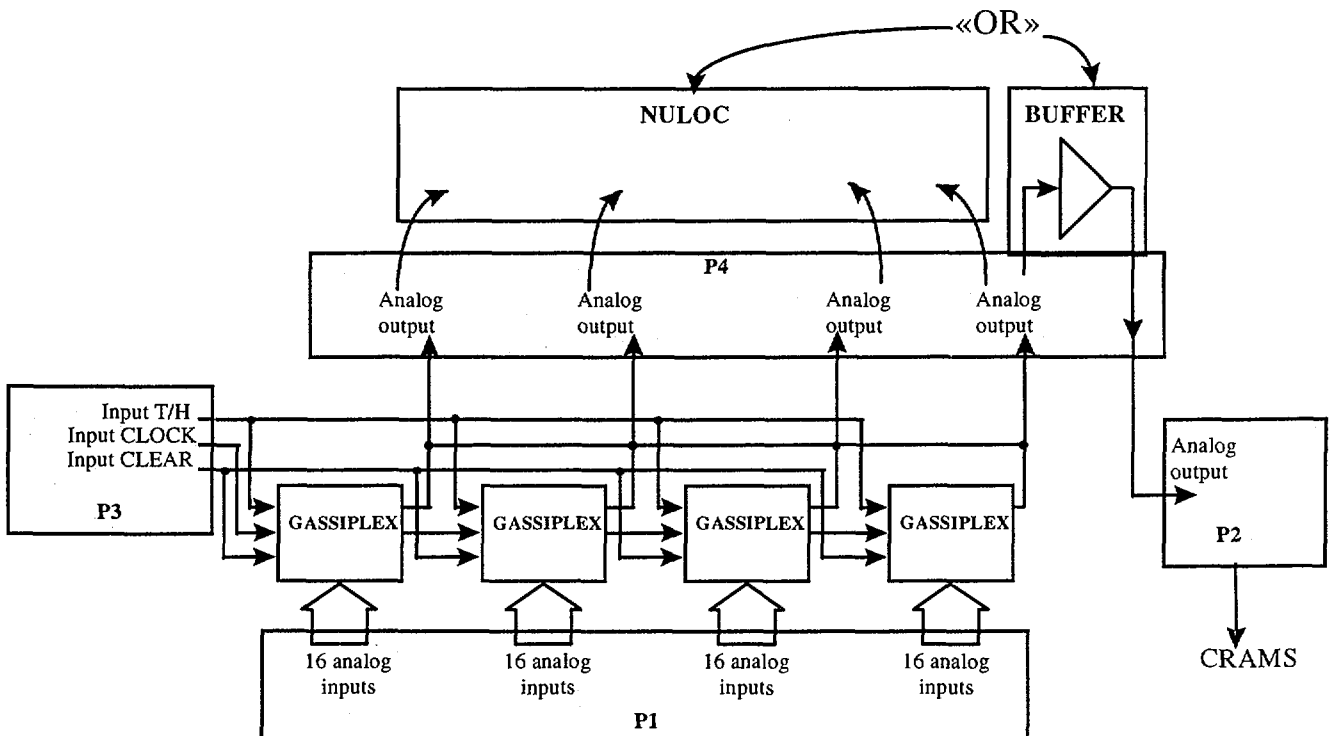 «OR»
NULOC
BUFFER
P4
Analog
output
Analog
output
Analog
output
Analog
output
Input T/H
Input CLOCK
Input CLEAR
P3
GASSIPLEX
GASSIPLEX
GASSIPLEX
GASSIPLEX
Analog
output
P2
16 analog
inputs
16 analog
inputs
16 analog
inputs
16 analog
inputs
P1
CRAMS